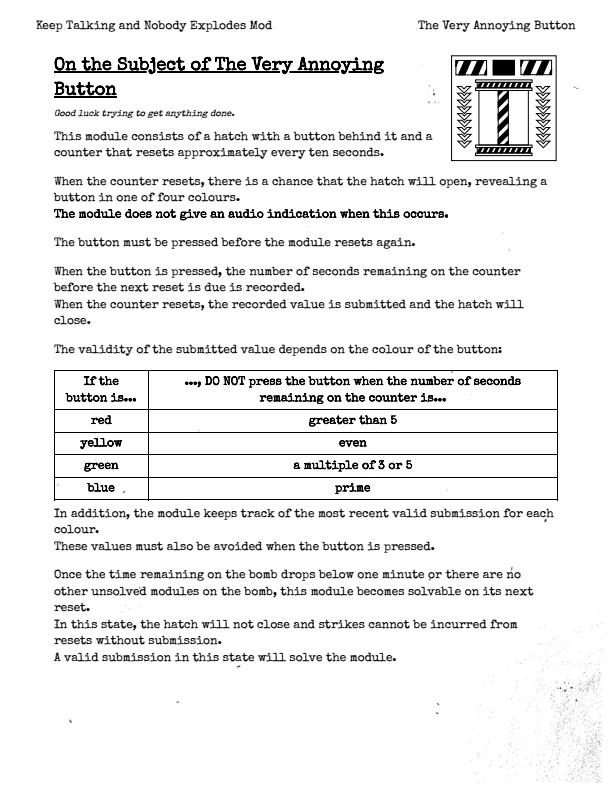 Keep Talking and Nobody Explodes Mod
The Very Annoying Button
On the Subject of The Very Annoying
Button
Good luck trying to get anything done.
This module consists of a hatch with a button behind it and a
counter that resets approximately every ten seconds.
When the counter resets, there is a chance that the hatch will open, revealing a
button in one of four colours.
The module does not give an audio indication when this occurs.
The button must be pressed before the module resets again.
When the button is pressed, the number of seconds remaining on the counter
before the next reset is due is recorded.
When the counter resets, the recorded value is submitted and the hatch will
close.
The validity of the submitted value depends on the colour of the button:
If the
button is...
..., DO NOT press the button when the number of seconds
remaining on the counter is...
red
greater than 5
yellow
even
green
a multiple of 3 or 5
blue
prime
In addition, the module keeps track of the most recent valid submission for each
colour.
These values must also be avoided when the button is pressed.
Once the time remaining on the bomb drops below one minute or there are no
other unsolved modules on the bomb, this module becomes solvable on its next
reset.
In this state, the hatch will not close and strikes cannot be incurred from
resets without submission.
A valid submission in this state will solve the module.